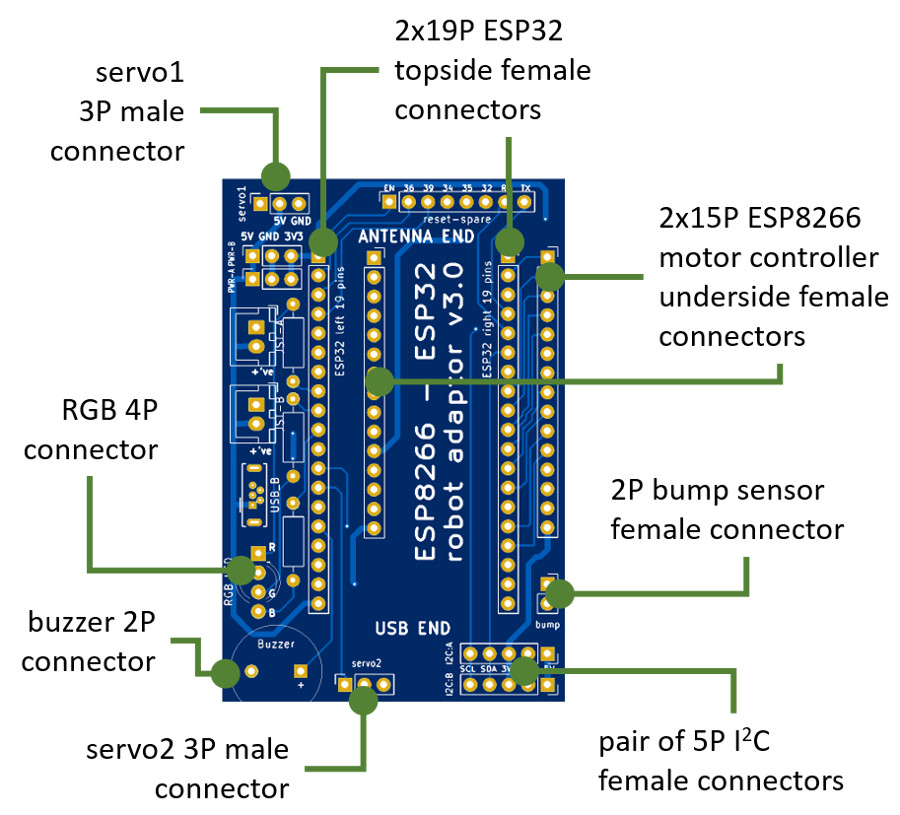 2x19P ESP32
topside female
connectors
servo1
3P male
connector
2x15P ESP8266
motor controller
underside female
connectors
RGB 4P
connector
2P bump sensor
female connector
buzzer 2P
connector
servo2 3P male
connector
pair of 5P I²C
female connectors
servo1
5V GND
EN 36 39 34 35 32 TX
reset-spare
ANTENNA END
5V GND 3V3
PWR-B
PWR-A
ESP32 left 19 pins
ESP8266 – ESP32
robot adaptor v3.0
ESP32 right 19 pins
+'ve
+'ve
USB_B
R
RGB
G
B
USB END
bump
Buzzer
+
servo2
I2C:A
SCL SDA
I2C:B